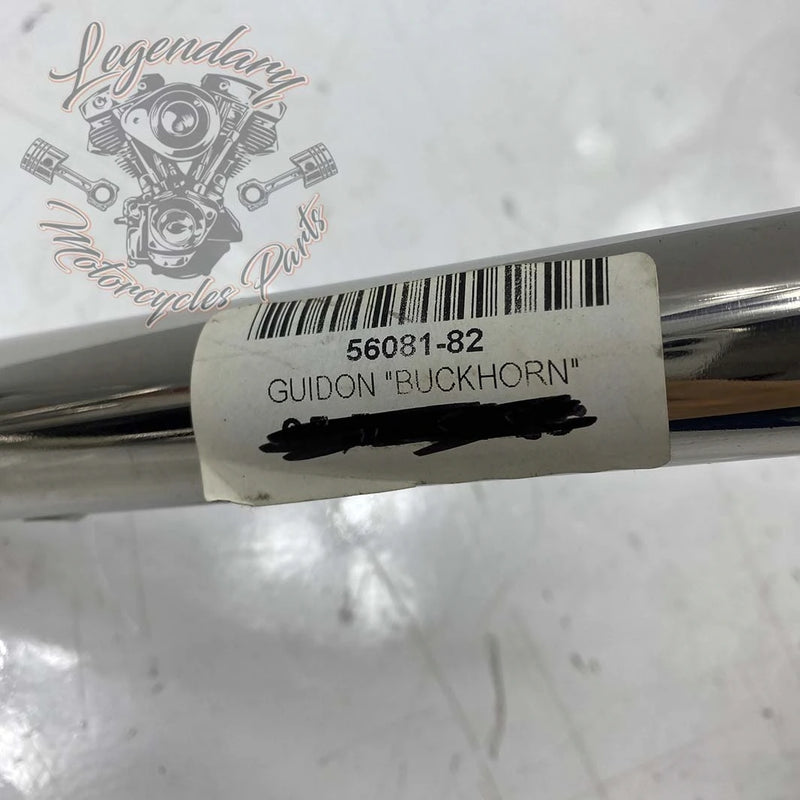 Legendary
Motorcycles Parts
56081-82
GUIDON "BUCKHORN"